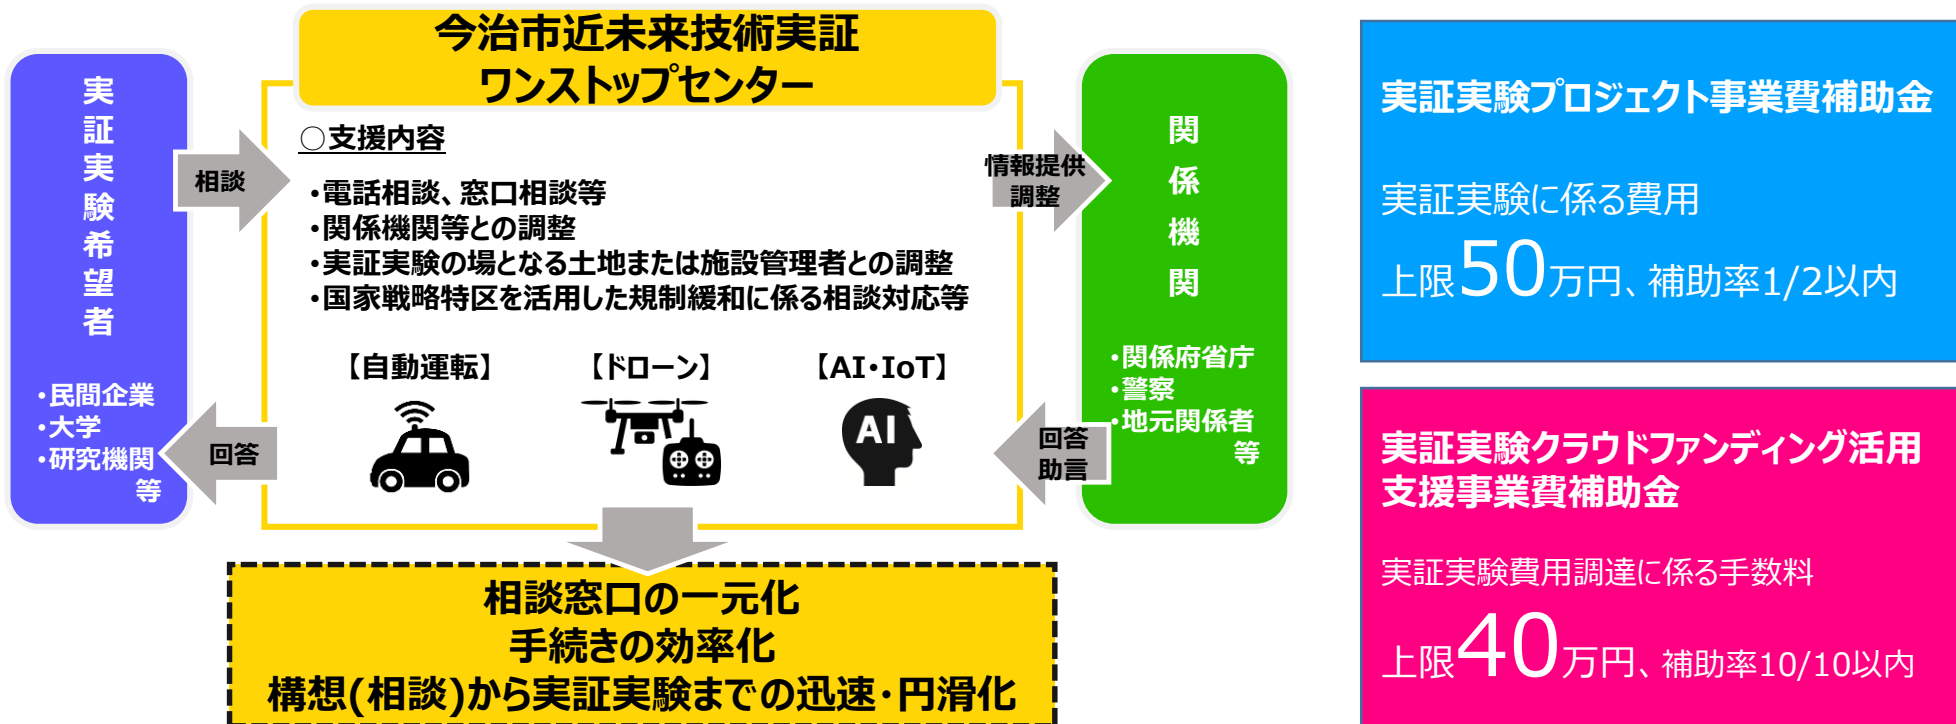 今治市近未来技術実証
ワンストップセンター
実証実験希望者
・民間企業
・大学
・研究機関
等
相談
回答
○支援内容
・電話相談、窓口相談等
・関係機関等との調整
・実証実験の場となる土地または施設管理者との調整
・国家戦略特区を活用した規制緩和に係る相談対応等
【自動運転】
【ドローン】
【AI・IoT】
AI
情報提供
調整
回答
助言
関係機関
・関係府省庁
・警察
・地元関係者
等
相談窓口の一元化
手続きの効率化
構想(相談)から実証実験までの迅速・円滑化
実証実験プロジェクト事業費補助金
実証実験に係る費用
上限50万円、補助率1/2以内
実証実験クラウドファンディング活用
支援事業費補助金
実証実験費用調達に係る手数料
上限40万円、補助率10/10以内